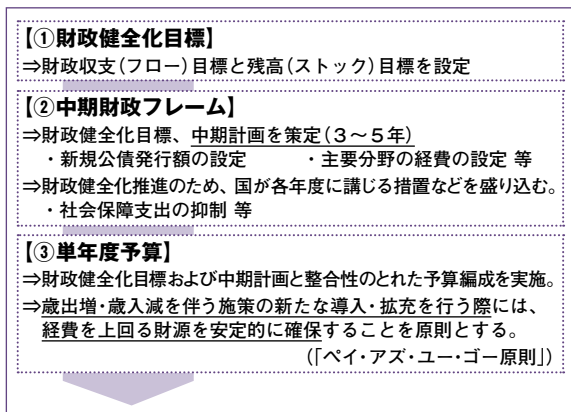 【①財政健全化目標】
⇒財政収支(フロー)目標と残高(ストック)目標を設定
【②中期財政フレーム】
⇒財政健全化目標、中期計画を策定(3~5年)
・新規公債発行額の設定 ・主要分野の経費の設定 等
⇒財政健全化推進のため、国が各年度に講じる措置などを盛り込む。
・社会保障支出の抑制 等
【③単年度予算】
⇒財政健全化目標および中期計画と整合性のとれた予算編成を実施。
⇒歳出増・歳入減を伴う施策の新たな導入・拡充を行う際には、
経費を上回る財源を安定的に確保することを原則とする。
(「ペイ・アズ・ユー・ゴー原則」)